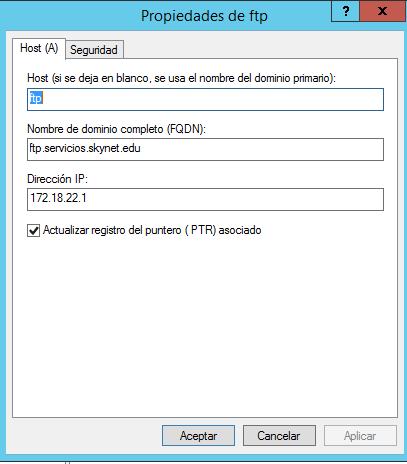 Propiedades de ftp
?
x
Host (A)
Seguridad
Host (si se deja en blanco, se usa el nombre del dominio primario):
ftp
Nombre de dominio completo (FQDN):
ftp.servicios.skynet.edu
Dirección IP:
172.18.22.1
Actualizar registro del puntero ( PTR) asociado
Aceptar
Cancelar
Aplicar